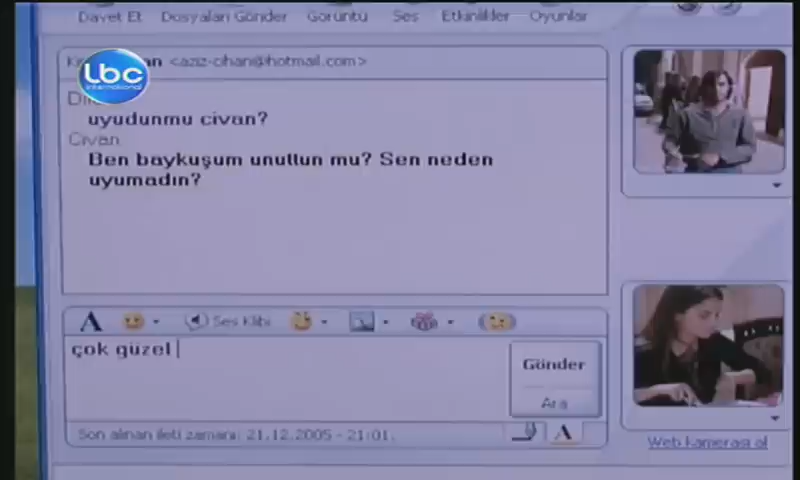 Davet Et Dosyaları Gönder Görüntü Ses Etkinlikler Oyunlar
lbc
international
<aziz-cihan@hotmail.com>
uyudunmu civan?
Civan
Ben baykuşum unuttun mu? Sen neden
uyumadın?
A Ses Klibi
çok güzel
Gönder
Ara
Son alınan ileti zamanı: 21.12.2005 - 21:01.
A
Web kamerası al